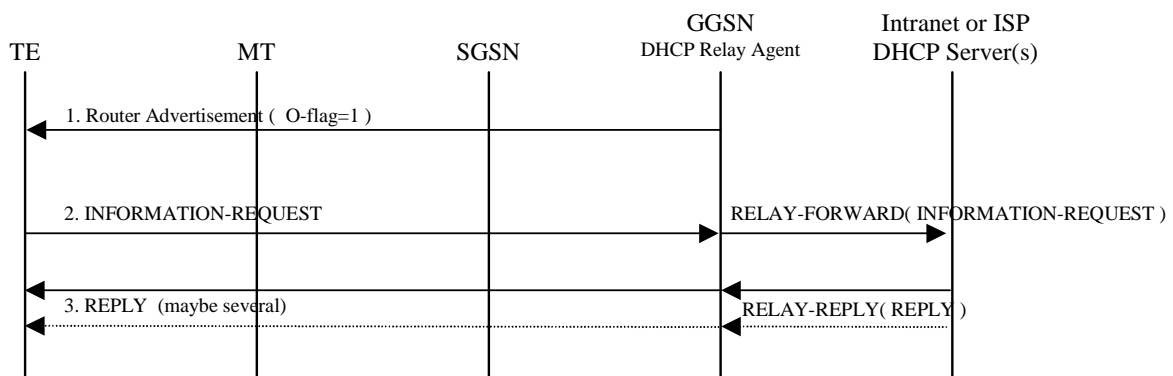 GGSN
Intranet or ISP
TE
MT
SGSN
DHCP Relay Agent
DHCP Server(s)
1. Router Advertisement ( O-flag=1 )
2. INFORMATION-REQUEST
RELAY-FORWARD( INFORMATION-REQUEST )
3. REPLY (maybe several)
RELAY-REPLY( REPLY )